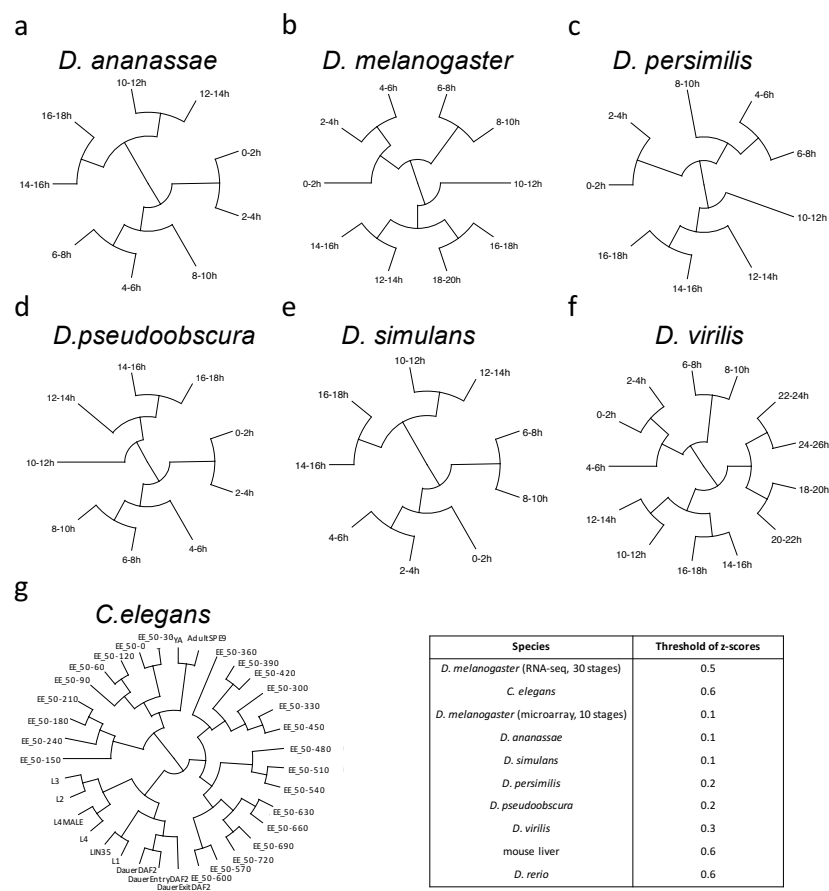 a
D. ananassae
10-12h
12-14h
16-18h
0-2h
14-16h
2-4h
6-8h
8-10h
4-6h
b
D. melanogaster
4-6h
6-8h
2-4h
8-10h
0-2h
10-12h
14-16h
16-18h
12-14h
18-20h
c
D. persimilis
8-10h
4-6h
2-4h
6-8h
0-2h
10-12h
16-18h
12-14h
14-16h
d
D.pseudoobscura
14-16h
16-18h
12-14h
0-2h
10-12h
2-4h
8-10h
4-6h
6-8h
e
D. simulans
10-12h
12-14h
16-18h
6-8h
14-16h
8-10h
4-6h
0-2h
2-4h
f
D. virilis
6-8h
8-10h
2-4h
22-24h
0-2h
24-26h
4-6h
18-20h
12-14h
20-22h
10-12h
14-16h
16-18h
g
C.elegans
EE_50-30
YA
AdultSPE9
EE_50-0
EE_50-360
EE_50-120
EE_50-390
EE_50-60
EE_50-420
EE_50-90
EE_50-300
EE_50-210
EE_50-330
EE_50-180
EE_50-450
EE_50-240
EE_50-480
EE_50-150
EE_50-510
L3
EE_50-540
L2
EE_50-630
L4MALE
EE_50-660
L4
EE_50-690
LIN35
EE_50-720
L1
EE_50-570
DauerDAF2
EE_50-600
DauerEntryDAF2
DauerExitDAF2
Species Threshold of z-scores
D. melanogaster (RNA-seq, 30 stages) 0.5
C. elegans 0.6
D. melanogaster (microarray, 10 stages) 0.1
D. ananassae 0.1
D. simulans 0.1
D. persimilis 0.2
D. pseudoobscura 0.2
D. virilis 0.3
mouse liver 0.6
D. rerio 0.6